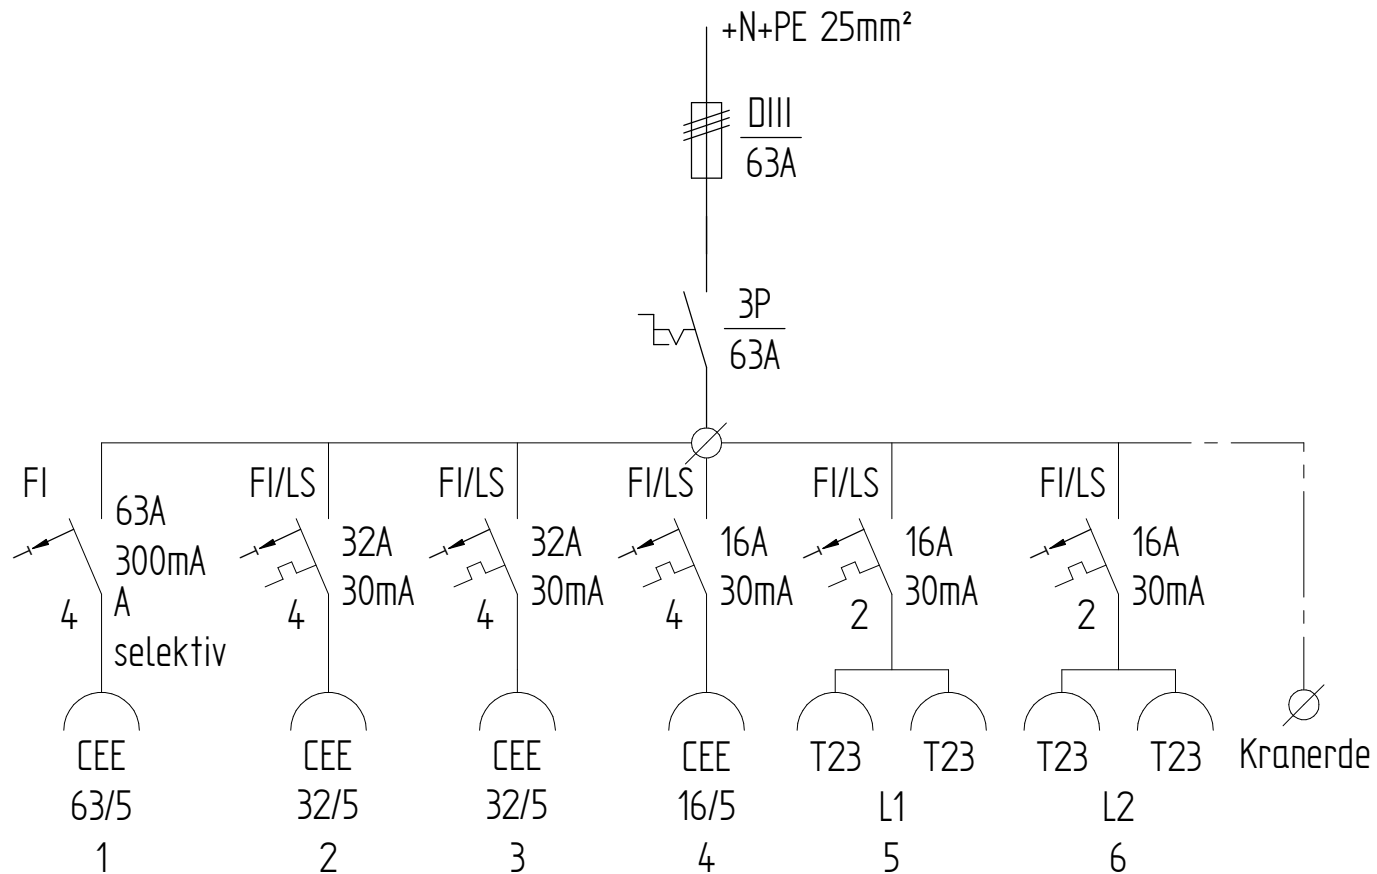 +N+PE 25mm²
DIII
63A
3P
63A
FI
63A
300mA
A
selektiv
4
CEE
63/5
1
FI/LS
32A
30mA
4
CEE
32/5
2
FI/LS
32A
30mA
4
CEE
32/5
3
FI/LS
16A
30mA
4
CEE
16/5
4
FI/LS
16A
30mA
2
T23 T23
L1
5
FI/LS
16A
30mA
2
T23 T23
L2
6
Kranerde